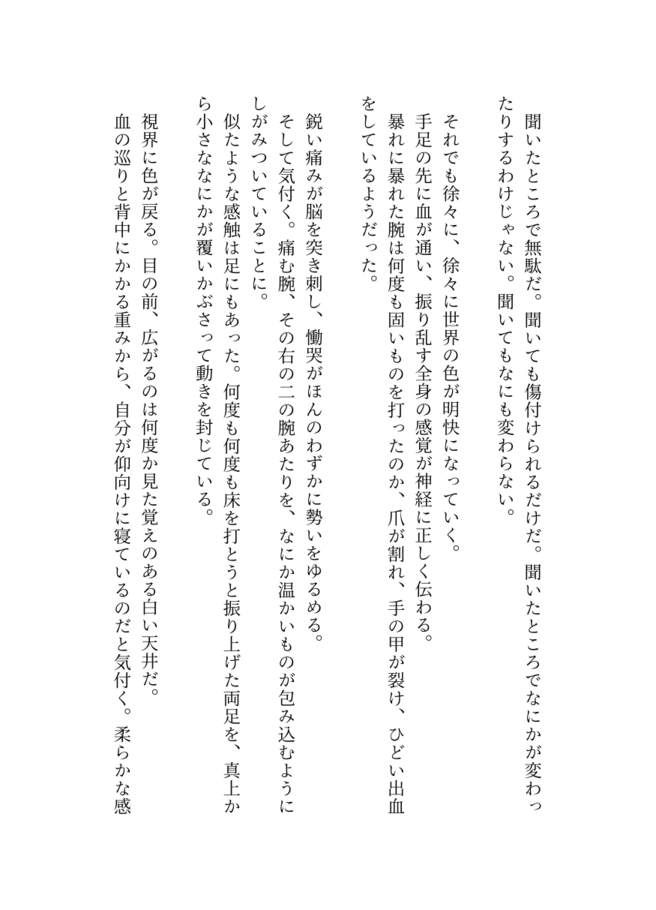 聞いたところで無駄だ。聞いても傷付けられるだけだ。聞いたところでなにかが変わっ
たりするわけじゃない。聞いてもなにも変わらない。
それでも徐々に、徐々に世界の色が明快になっていく。
手足の先に血が通い、振り乱す全身の感覚が神経に正しく伝わる。
暴れに暴れた腕は何度も固いものを打ったのか、爪が割れ、手の甲が裂け、ひどい出血
をしているようだった。
鋭い痛みが脳を突き刺し、慟哭がほんのわずかに勢いをゆるめる。
そして気付く。痛む腕、その右の二の腕あたりを、なにか温かいものが包み込むように
しがみついていることに。
似たような感触は足にもあった。何度も何度も床を打とうと振り上げた両足を、真上か
ら小さななにかが覆いかぶさって動きを封じている。
視界に色が戻る。目の前、広がるのは何度か見た覚えのある白い天井だ。
血の巡りと背中にかかる重みから、自分が仰向けに寝ているのだと気付く。柔らかな感